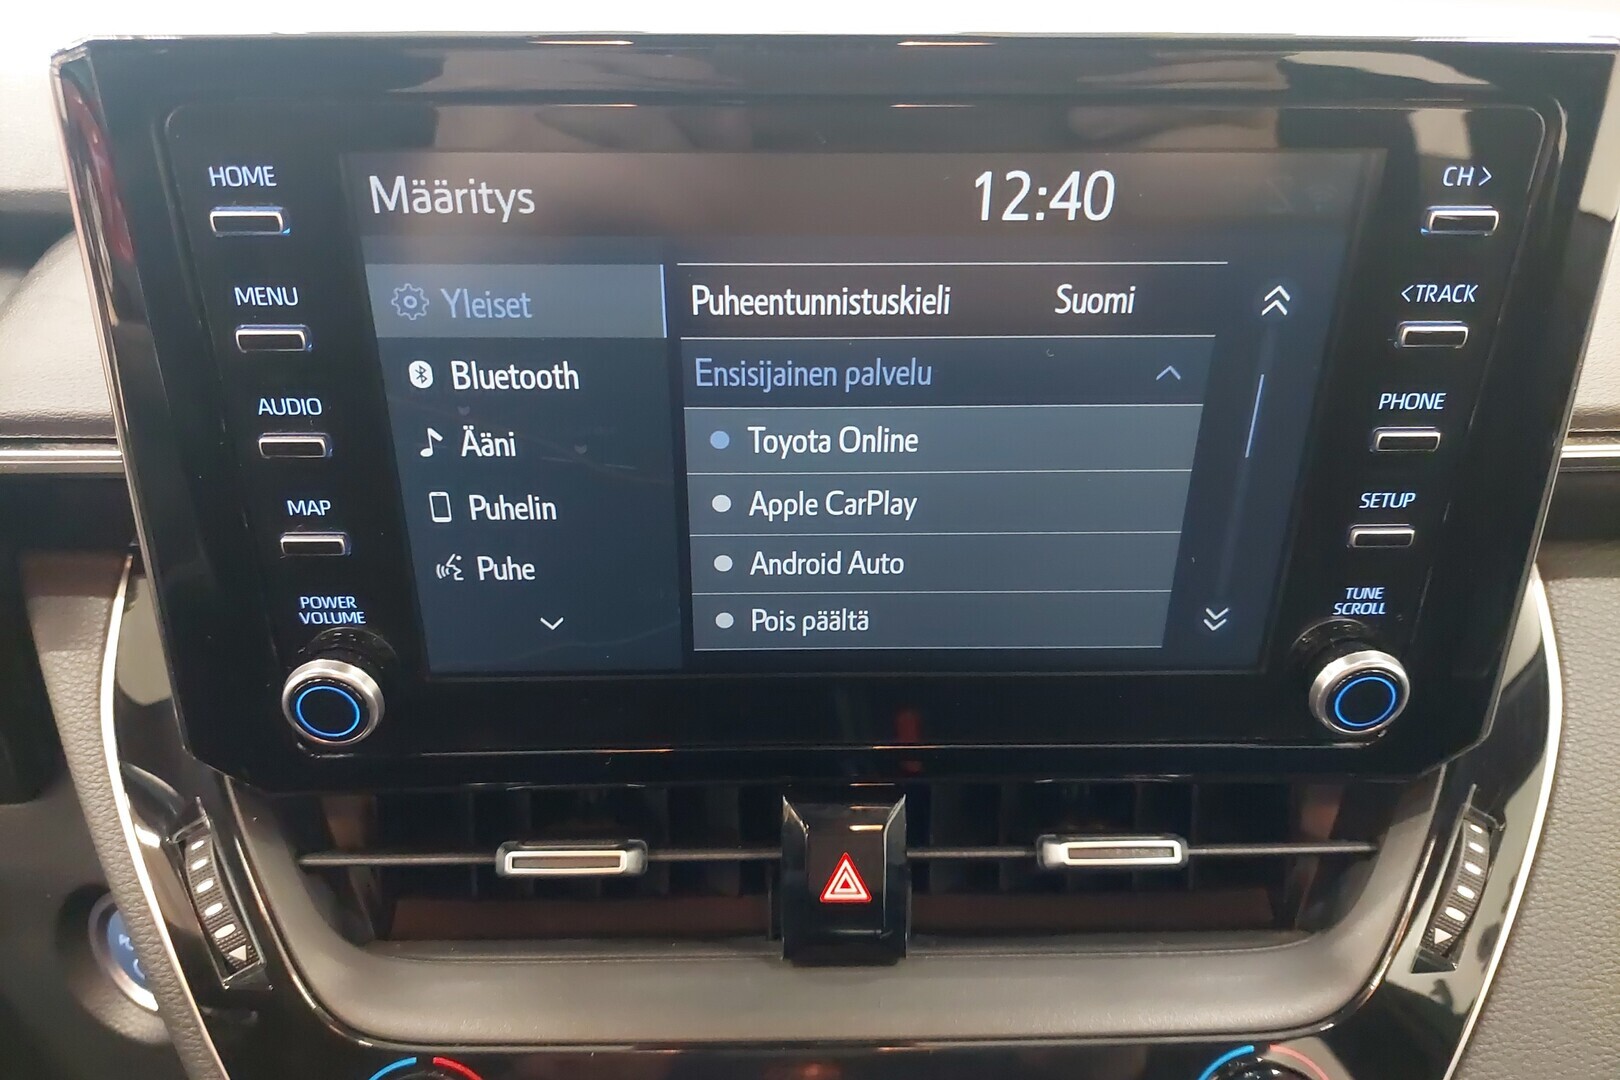 HOME
MENU
AUDIO
MAP
POWER
VOLUME
Määritys
12:40
Yleiset
Bluetooth
Ääni
Puhelin
Puhe
Puheentunnistuskieli Suomi
Ensisijainen palvelu
Toyota Online
Apple CarPlay
Android Auto
Pois päältä
CH >
< TRACK
PHONE
SETUP
TUNE
SCROLL